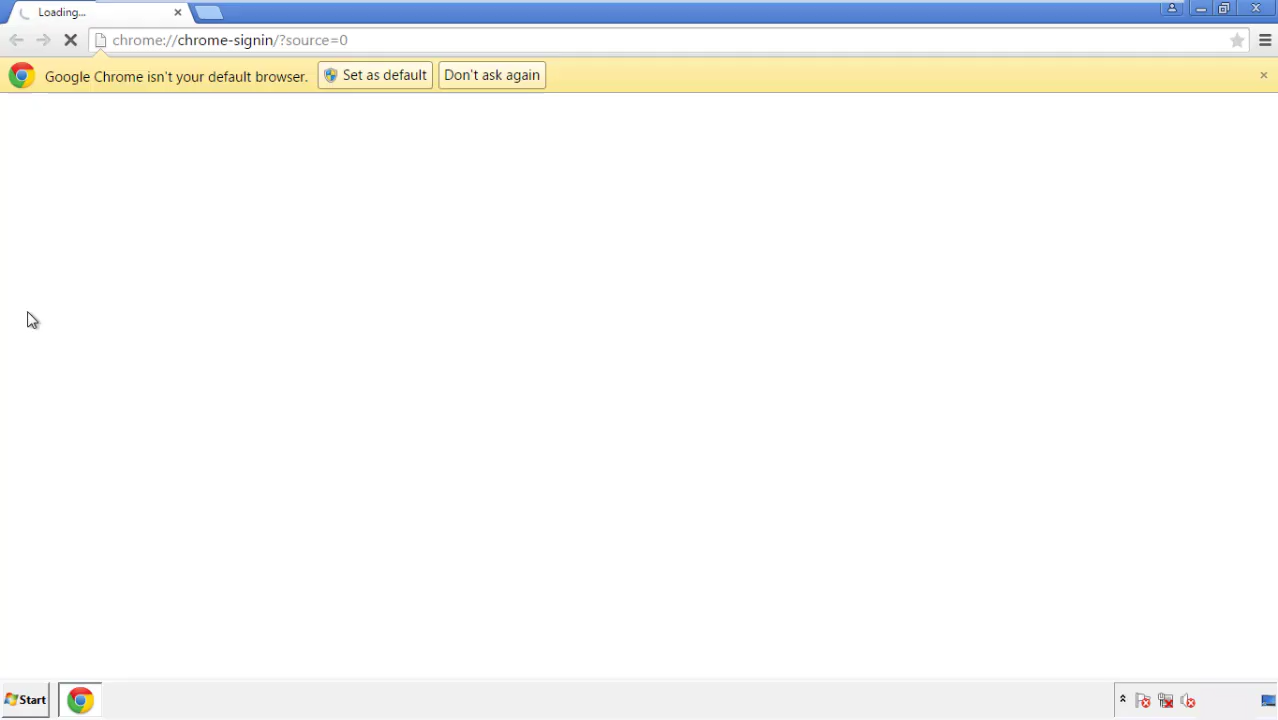 Loading...
chrome://chrome-signin/?source=0
Google Chrome isn't your default browser. Set as default Don't ask again
Start